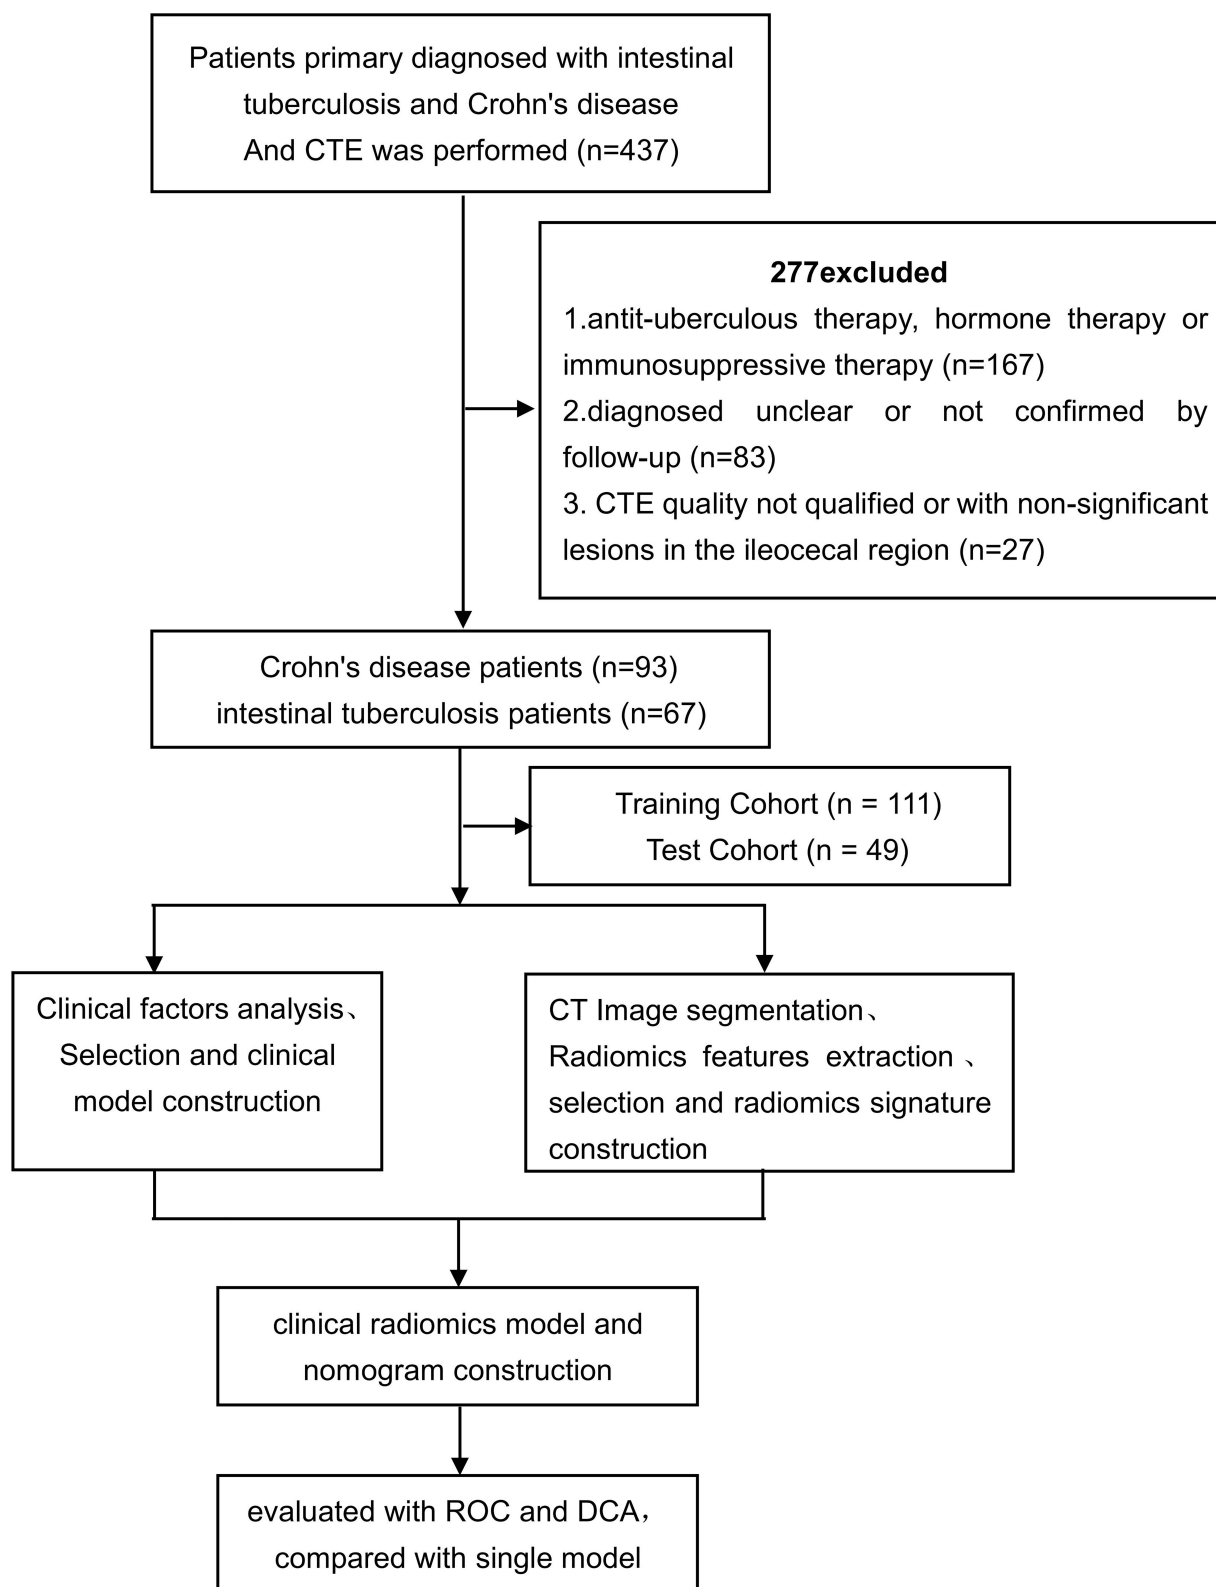 Patients primary diagnosed with intestinal
tuberculosis and Crohn's disease
And CTE was performed (n=437)
277excluded
1.antit-uberculous therapy, hormone therapy or
immunosuppressive therapy (n=167)
2.diagnosed unclear or not confirmed by
follow-up (n=83)
3. CTE quality not qualified or with non-significant
lesions in the ileocecal region (n=27)
Crohn's disease patients (n=93)
intestinal tuberculosis patients (n=67)
Training Cohort (n = 111)
Test Cohort (n = 49)
Clinical factors analysis、
Selection and clinical
model construction
CT Image segmentation、
Radiomics features extraction 、
selection and radiomics signature
construction
clinical radiomics model and
nomogram construction
evaluated with ROC and DCA，
compared with single model